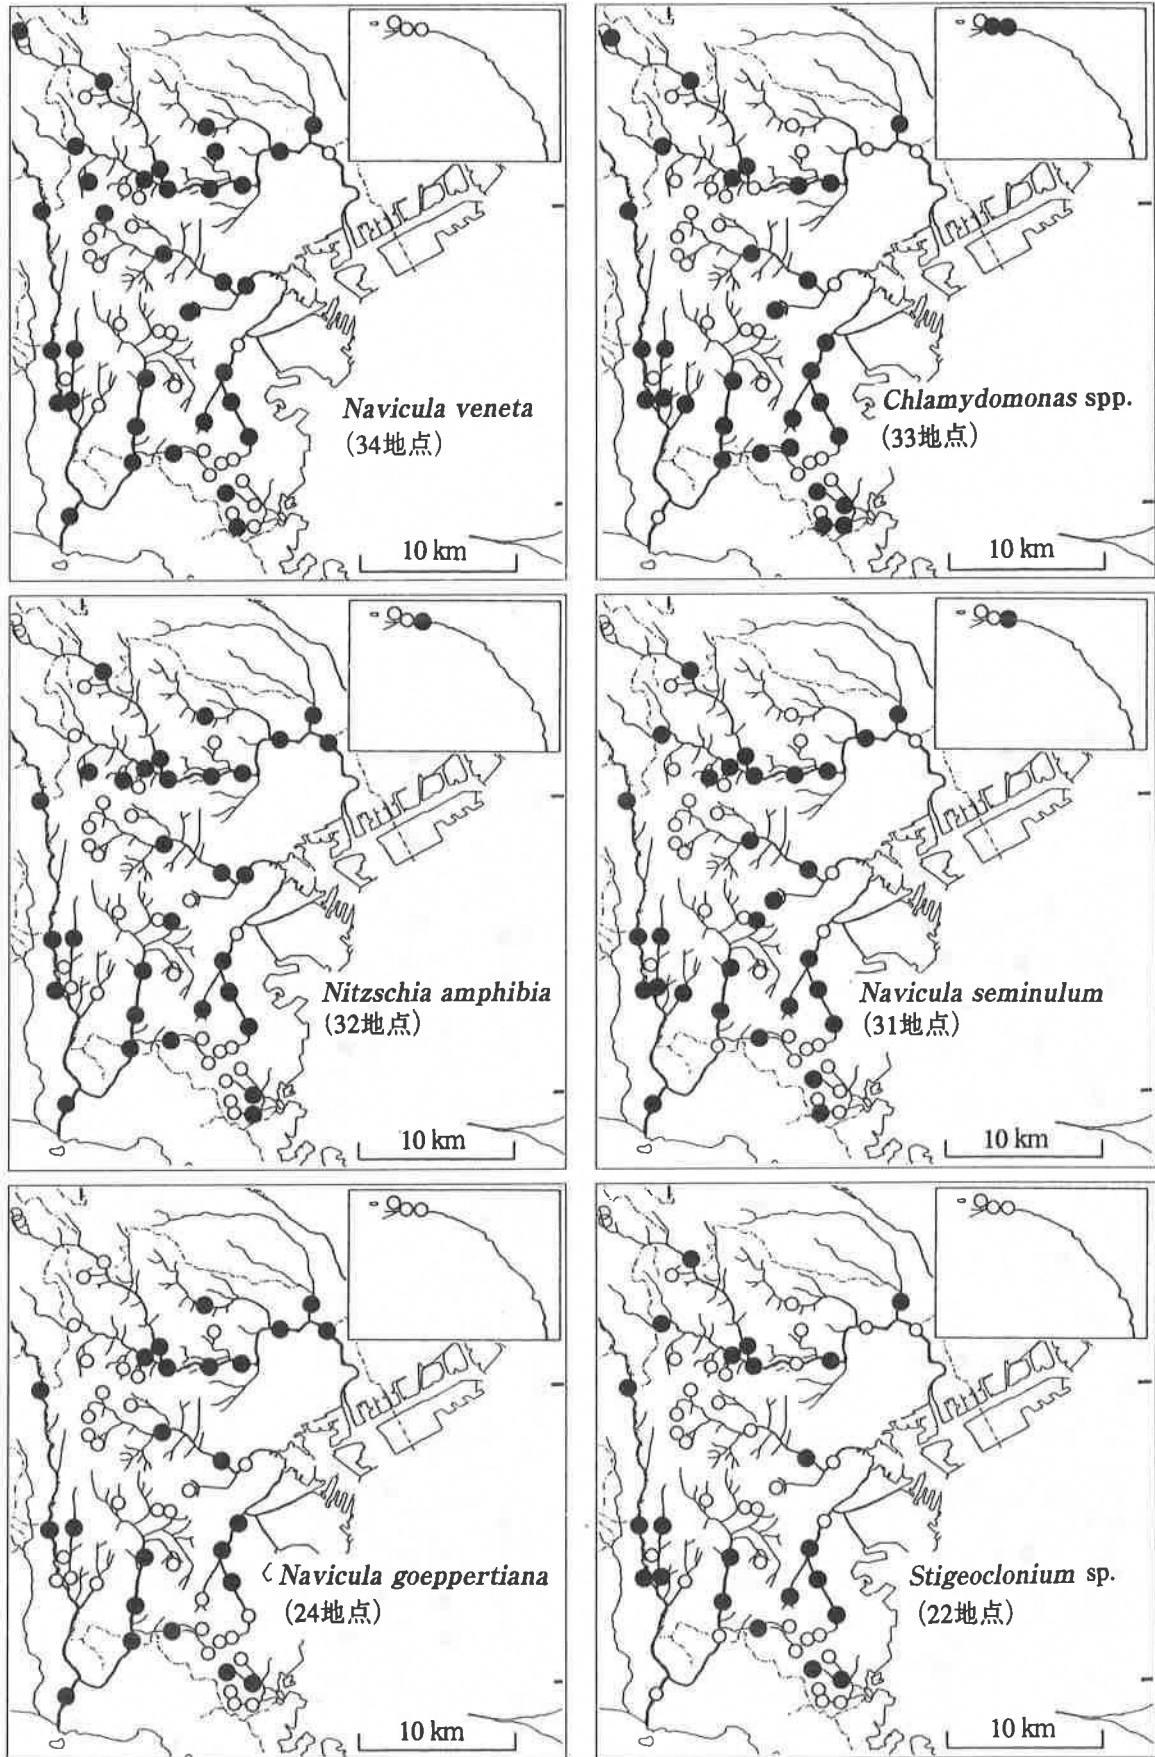 Navicula veneta
(34地点)
10 km
Chlamydomonas spp.
(33地点)
10 km
Nitzschia amphibia
(32地点)
10 km
Navicula seminulum
(31地点)
10 km
Navicula goeppertiana
(24地点)
10 km
Stigeoclonium sp.
(22地点)
10 km